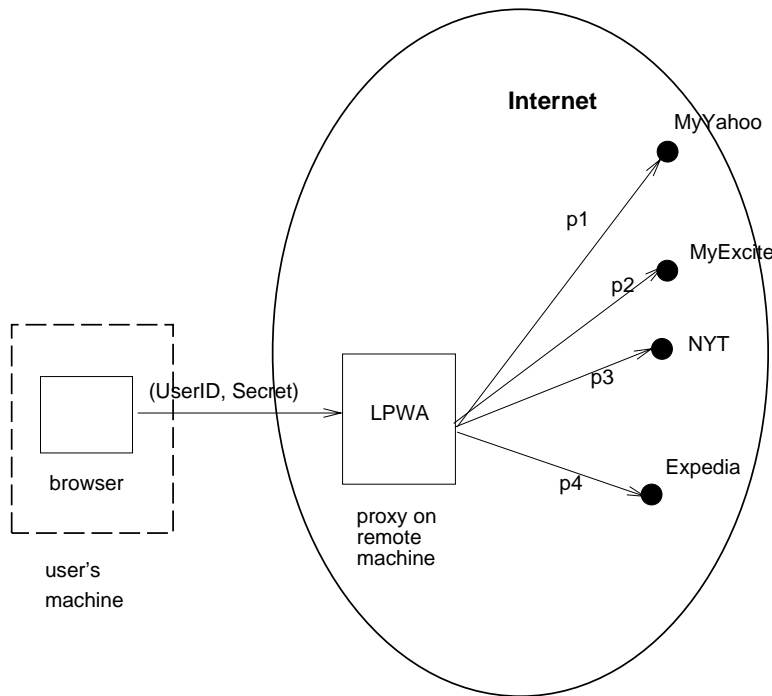 Internet
MyYahoo
p1
MyExcite
p2
NYT
p3
(UserID, Secret)
LPWA
browser
Expedia
p4
proxy on
remote
machine
user's
machine